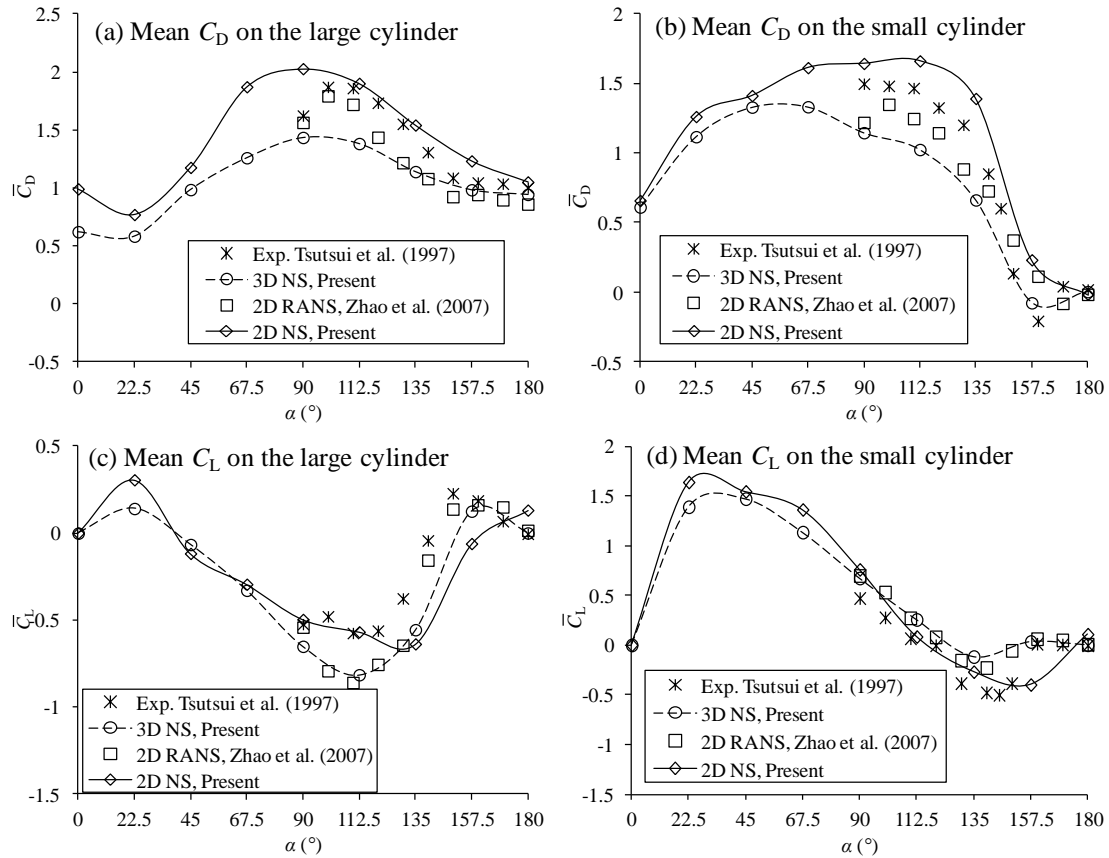 (a) Mean C_D on the large cylinder
2.5
2
1.5
1
0.5
0
-0.5
C̅_D
Exp. Tsutsui et al. (1997)
3D NS, Present
2D RANS, Zhao et al. (2007)
2D NS, Present
0 22.5 45 67.5 90 112.5 135 157.5 180
α (°)
(b) Mean C_D on the small cylinder
2
1.5
1
0.5
0
-0.5
C̅_D
Exp. Tsutsui et al. (1997)
3D NS, Present
2D RANS, Zhao et al. (2007)
2D NS, Present
0 22.5 45 67.5 90 112.5 135 157.5 180
α (°)
(c) Mean C_L on the large cylinder
0.5
0
-0.5
-1
-1.5
C̅_L
Exp. Tsutsui et al. (1997)
3D NS, Present
2D RANS, Zhao et al. (2007)
2D NS, Present
0 22.5 45 67.5 90 112.5 135 157.5 180
α (°)
(d) Mean C_L on the small cylinder
2
1.5
1
0.5
0
-0.5
-1
-1.5
C̅_L
Exp. Tsutsui et al. (1997)
3D NS, Present
2D RANS, Zhao et al. (2007)
2D NS, Present
0 22.5 45 67.5 90 112.5 135 157.5 180
α (°)